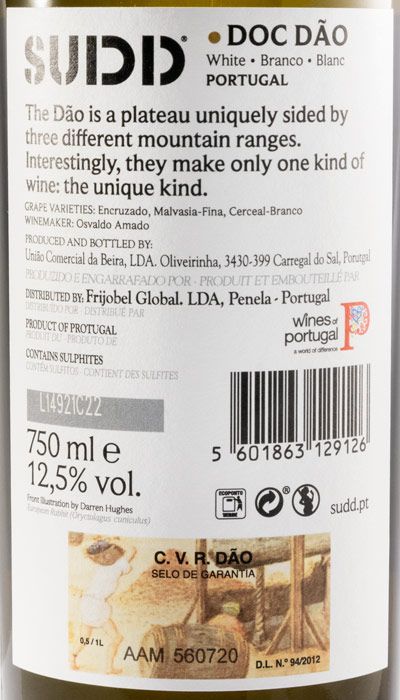 SUDD®
• DOC DÃO
White • Branco • Blanc
PORTUGAL
The Dão is a plateau uniquely sided by
three different mountain ranges.
Interestingly, they make only one kind of
wine: the unique kind.
GRAPE VARIETIES: Encruzado, Malvasia-Fina, Cerceal-Branco
WINEMAKER: Osvaldo Amado
PRODUCED AND BOTTLED BY:
União Comercial da Beira, LDA. Oliveirinha, 3430-399 Carregal do Sal, Porutgal
PRODUZIDO E ENGARRAFADO POR - PRODUIT ET EMBOUTEILLÉ PAR
DISTRIBUTED BY: Frijobel Global. LDA, Penela - Portugal
DISTRIBUÍDO POR - DISTRIBUÉ PAR
PRODUCT OF PROTUGAL
PRODUIT DU - PRODUTO DE
wines of
portugal
a world of difference
CONTAINS SULPHITES
CONTÉM SULFITOS - CONTIENT DES SULFITES
L14921C22
750 ml e
12,5% vol.
Front Illustration by Darren Hughes
European Rabbit (Oryctolagus cuniculus)
5 601863 129126
ECOPONTO
sudd.pt
C. V. R. DÃO
SELO DE GARANTIA
0,5 / 1L
AAM 560720
D.L. N.º 94/2012